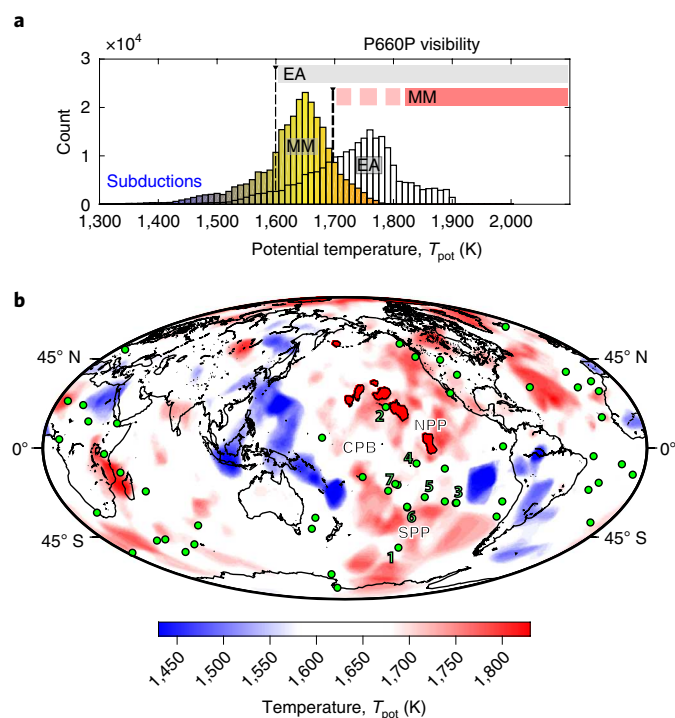 a
P660P visibility
×10⁴
3
2
1
0
Count
EA
MM
MM
EA
Subductions
1,300 1,400 1,500 1,600 1,700 1,800 1,900 2,000
Potential temperature, Tpot (K)
b
45° N 45° N
2 NPP
0° CPB 0°
4
7 5 3
6
SPP
45° S 45° S
1
1,450 1,500 1,550 1,600 1,650 1,700 1,750 1,800
Temperature, Tpot (K)